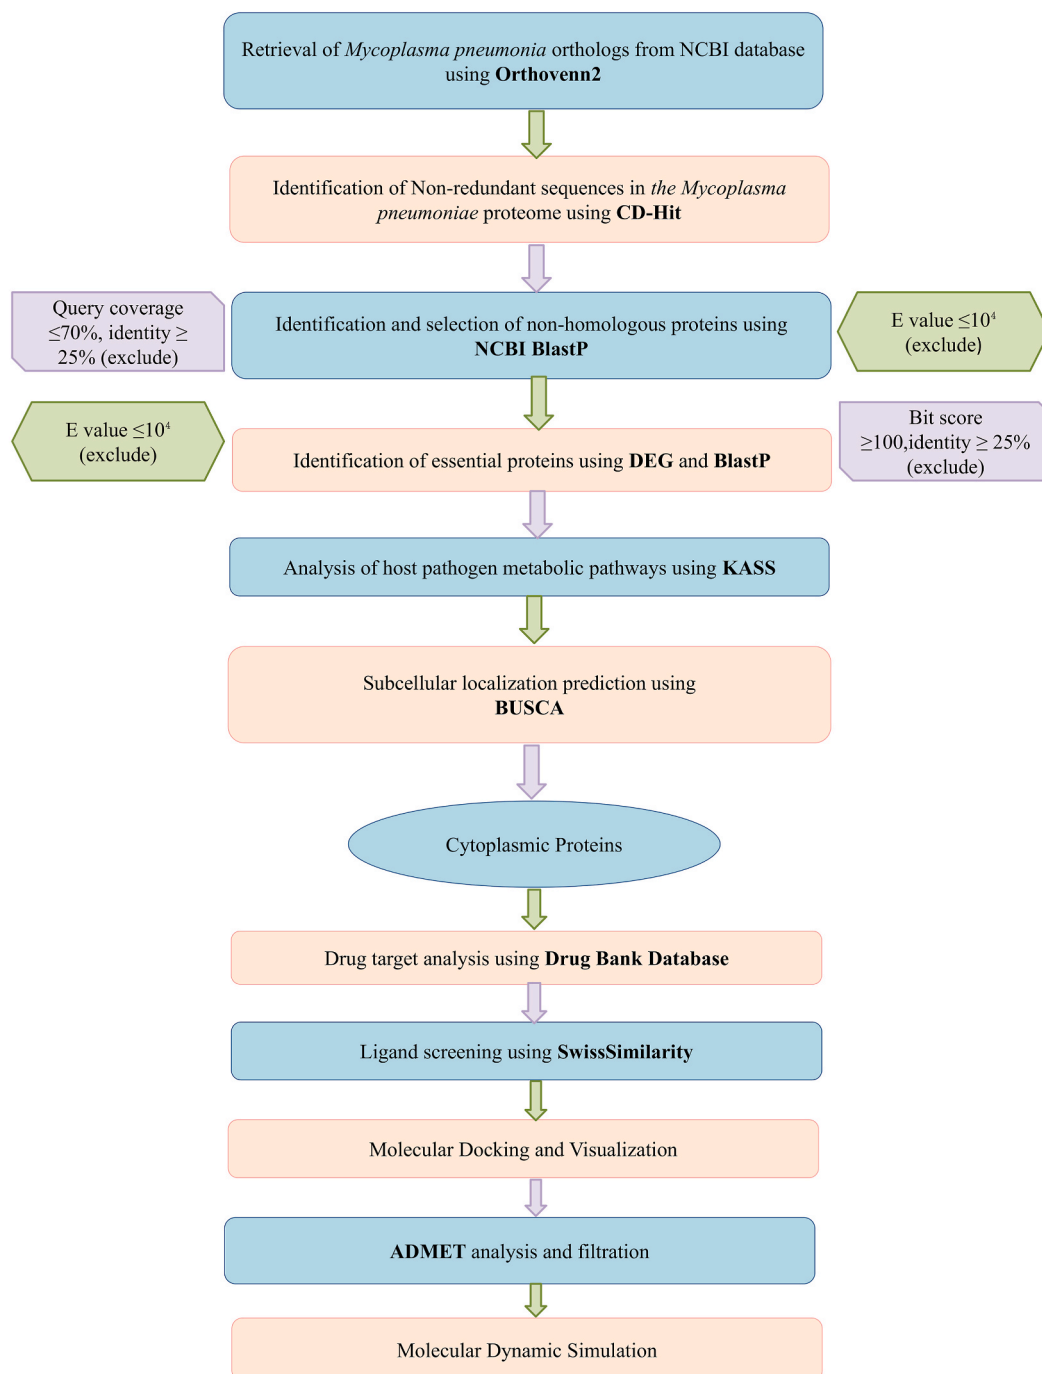 Retrieval of Mycoplasma pneumonia orthologs from NCBI database
using Orthovenn2
Identification of Non-redundant sequences in the Mycoplasma
pneumoniae proteome using CD-Hit
Query coverage
≤70%, identity ≥
25% (exclude)
Identification and selection of non-homologous proteins using
NCBI BlastP
E value ≤10⁴
(exclude)
E value ≤10⁴
(exclude)
Identification of essential proteins using DEG and BlastP
Bit score
≥100,identity ≥ 25%
(exclude)
Analysis of host pathogen metabolic pathways using KASS
Subcellular localization prediction using
BUSCA
Cytoplasmic Proteins
Drug target analysis using Drug Bank Database
Ligand screening using SwissSimilarity
Molecular Docking and Visualization
ADMET analysis and filtration
Molecular Dynamic Simulation